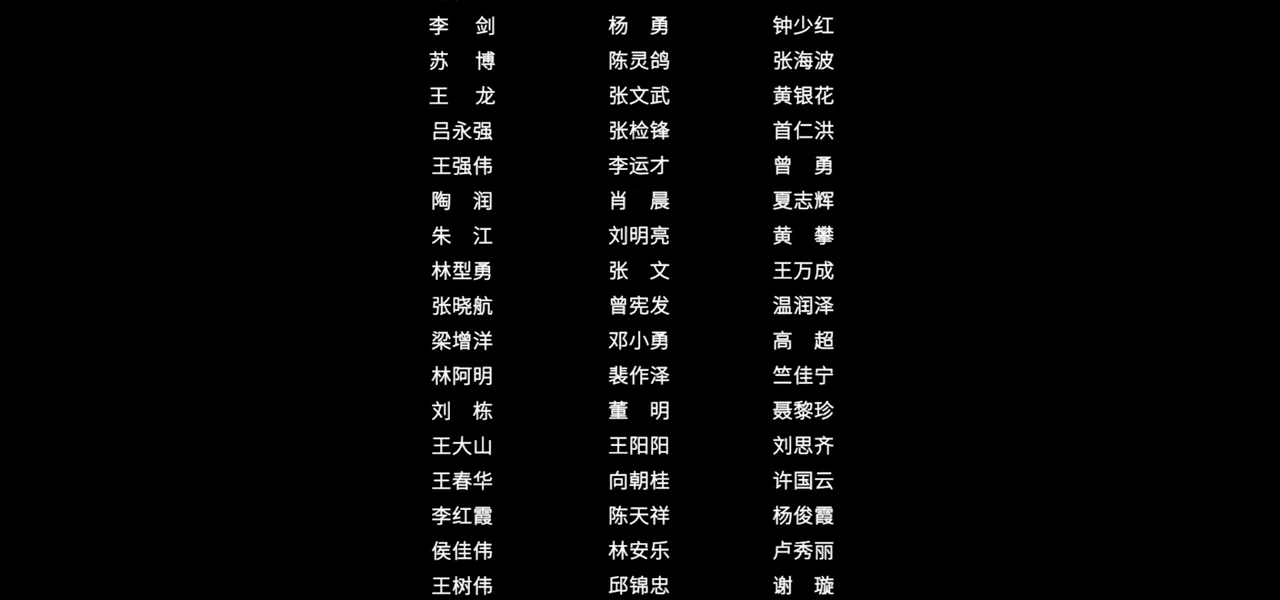 李 剑 杨 勇 钟少红
苏 博 陈灵鸽 张海波
王 龙 张文武 黄银花
吕永强 张检锋 首仁洪
王强伟 李运才 曾 勇
陶 润 肖 晨 夏志辉
朱 江 刘明亮 黄 攀
林型勇 张 文 王万成
张晓航 曾宪发 温润泽
梁增洋 邓小勇 高 超
林阿明 裴作泽 竺佳宁
刘 栋 董 明 聂黎珍
王大山 王阳阳 刘思齐
王春华 向朝桂 许国云
李红霞 陈天祥 杨俊霞
侯佳伟 林安乐 卢秀丽
王树伟 邱锦忠 谢 璇